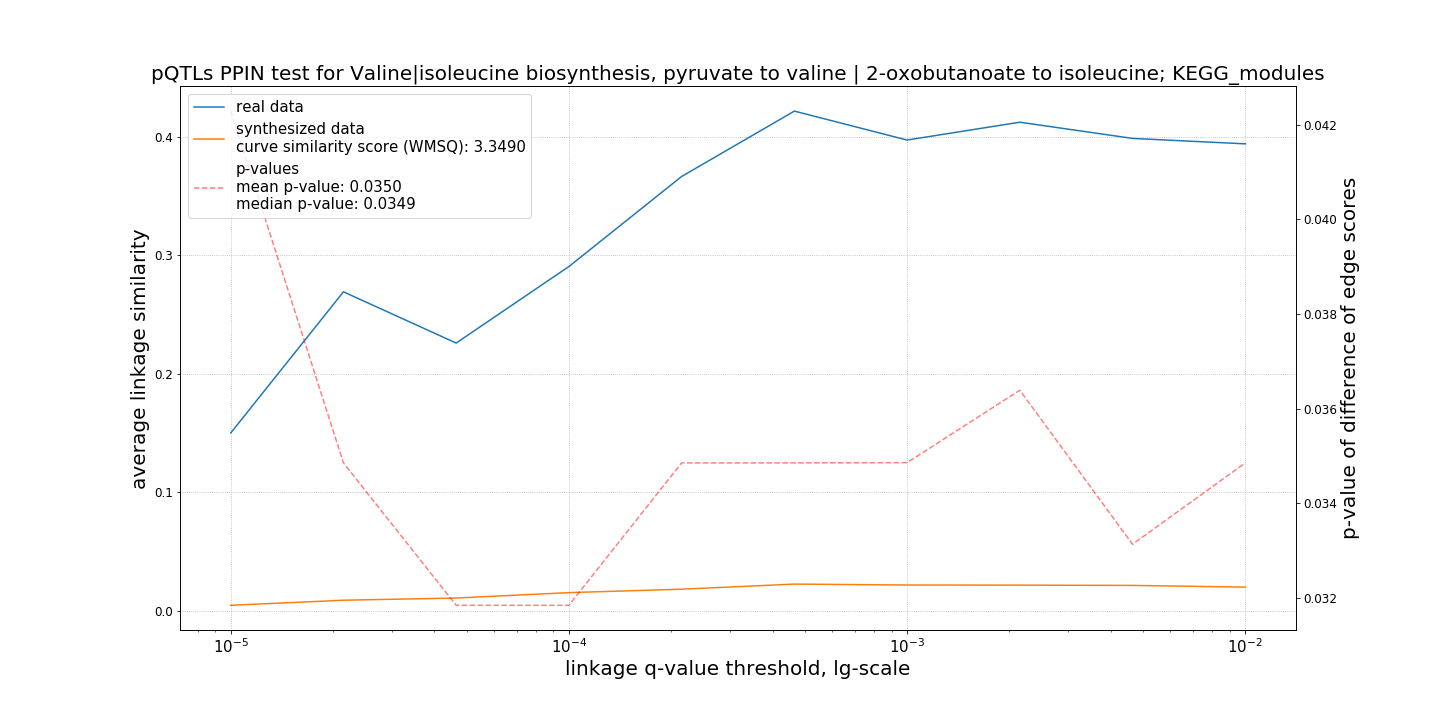 pQTLs PPIN test for Valine|isoleucine biosynthesis, pyruvate to valine | 2-oxobutanoate to isoleucine; KEGG_modules
real data
synthesized data
curve similarity score (WMSQ): 3.3490
p-values
mean p-value: 0.0350
median p-value: 0.0349
average linkage similarity
0.4
0.3
0.2
0.1
0.0
0.042
0.040
0.038
0.036
0.034
0.032
p-value of difference of edge scores
10⁻⁵
10⁻⁴
10⁻³
10⁻²
linkage q-value threshold, lg-scale